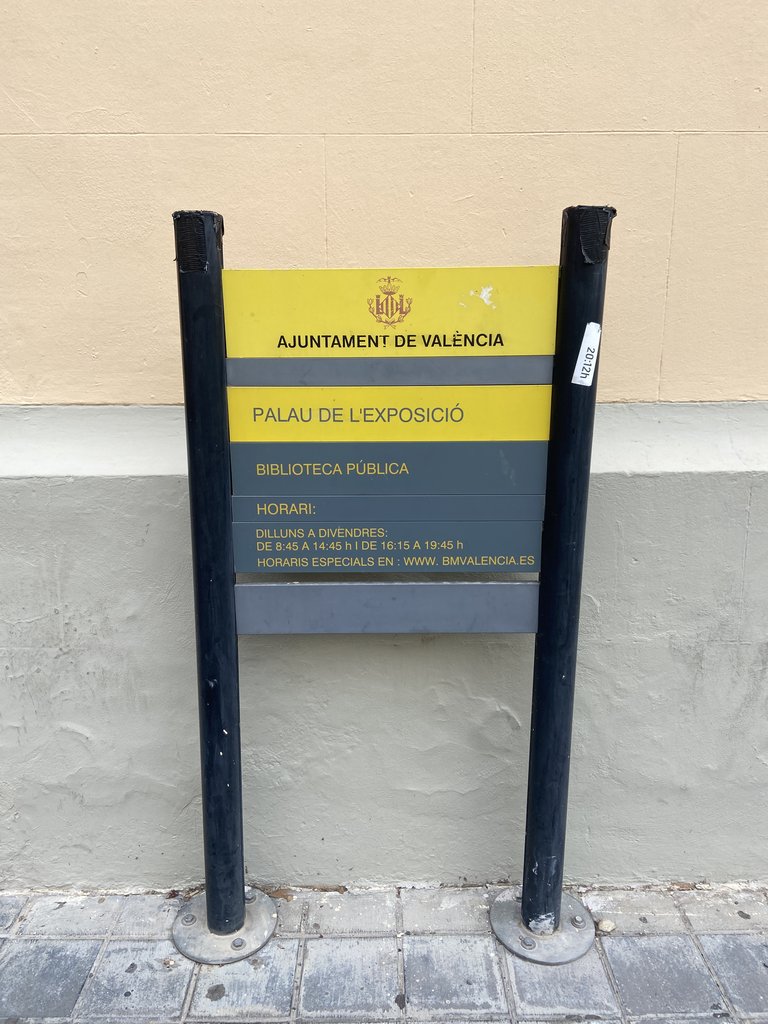 AJUNTAMENT DE VALÈNCIA
20:12h
PALAU DE L'EXPOSICIÓ
BIBLIOTECA PÚBLICA
HORARI:
DILLUNS A DIVENDRES:
DE 8:45 A 14:45 h I DE 16:15 A 19:45 h
HORARIS ESPECIALS EN : WWW. BMVALENCIA.ES